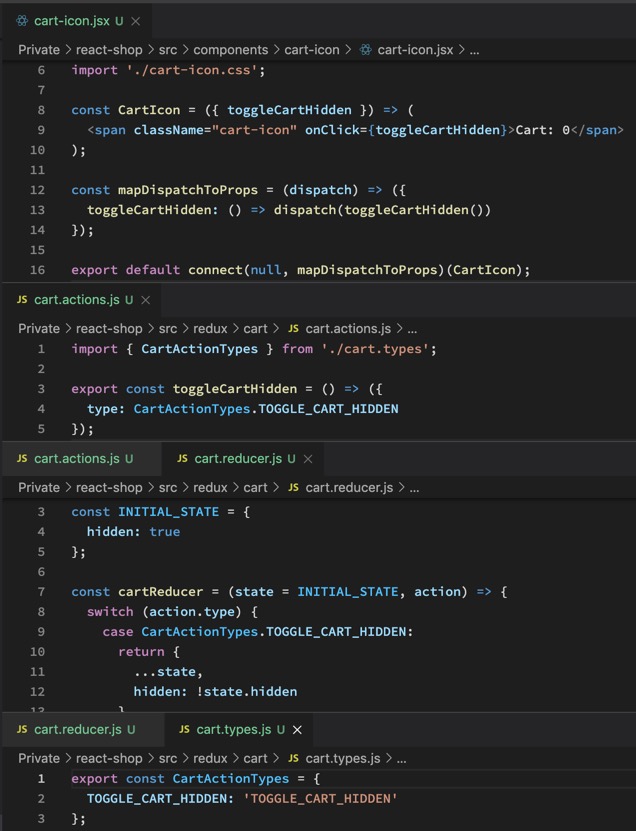 cart-icon.jsx U ×
Private > react-shop > src > components > cart-icon > cart-icon.jsx > ...
6 import './cart-icon.css';
7
8 const CartIcon = ({ toggleCartHidden }) => (
9   <span className="cart-icon" onClick={toggleCartHidden}>Cart: 0</span>
10 );
11
12 const mapDispatchToProps = (dispatch) => ({
13   toggleCartHidden: () => dispatch(toggleCartHidden())
14 });
15
16 export default connect(null, mapDispatchToProps)(CartIcon);
JS cart.actions.js U ×
Private > react-shop > src > redux > cart > JS cart.actions.js > ...
1 import { CartActionTypes } from './cart.types';
2
3 export const toggleCartHidden = () => ({
4   type: CartActionTypes.TOGGLE_CART_HIDDEN
5 });
JS cart.actions.js U JS cart.reducer.js U ×
Private > react-shop > src > redux > cart > JS cart.reducer.js > ...
3 const INITIAL_STATE = {
4   hidden: true
5 };
6
7 const cartReducer = (state = INITIAL_STATE, action) => {
8   switch (action.type) {
9     case CartActionTypes.TOGGLE_CART_HIDDEN:
10       return {
11         ...state,
12         hidden: !state.hidden
13       }
JS cart.reducer.js U JS cart.types.js U ×
Private > react-shop > src > redux > cart > JS cart.types.js > ...
1 export const CartActionTypes = {
2   TOGGLE_CART_HIDDEN: 'TOGGLE_CART_HIDDEN'
3 };